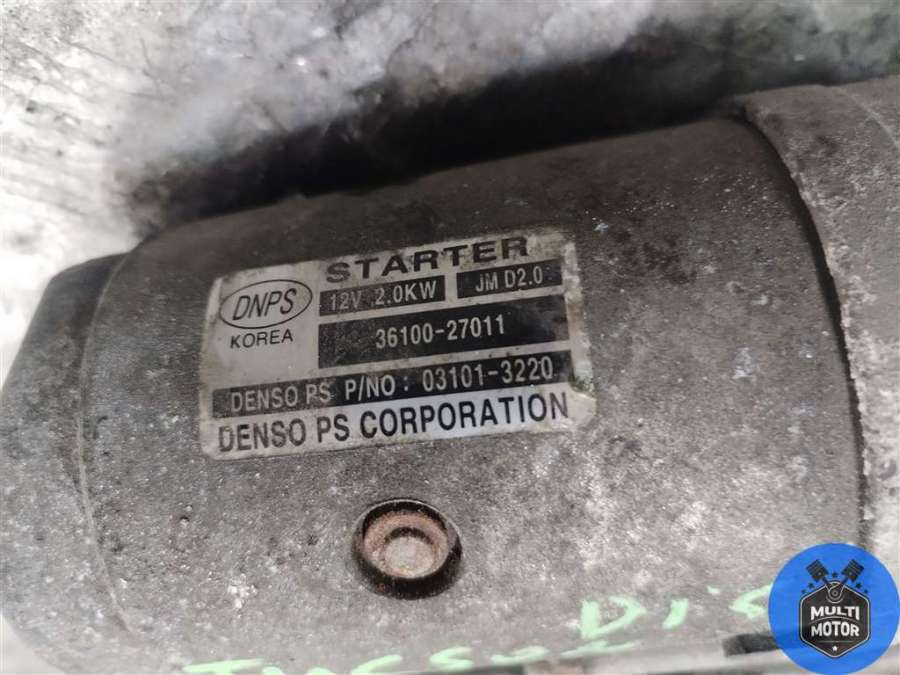 STARTER
DNPS
KOREA
12V 2.0KW JM D2.0
36100-27011
DENSO PS P/NO : 03101-3220
DENSO PS CORPORATION
MULTI
MOTOR